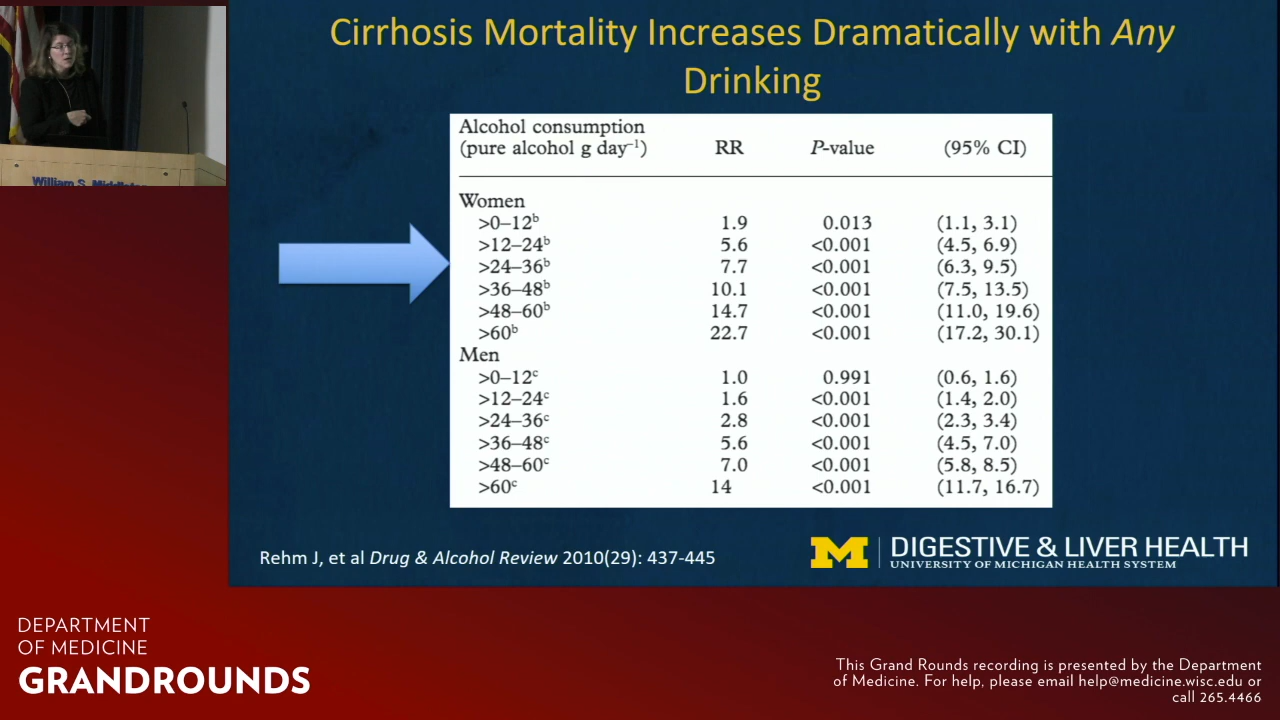 Cirrhosis Mortality Increases Dramatically with Any
Drinking
Alcohol consumption
(pure alcohol g day⁻¹) RR P-value (95% CI)
Women
>0–12ᵇ 1.9 0.013 (1.1, 3.1)
>12–24ᵇ 5.6 <0.001 (4.5, 6.9)
>24–36ᵇ 7.7 <0.001 (6.3, 9.5)
>36–48ᵇ 10.1 <0.001 (7.5, 13.5)
>48–60ᵇ 14.7 <0.001 (11.0, 19.6)
>60ᵇ 22.7 <0.001 (17.2, 30.1)
Men
>0–12ᶜ 1.0 0.991 (0.6, 1.6)
>12–24ᶜ 1.6 <0.001 (1.4, 2.0)
>24–36ᶜ 2.8 <0.001 (2.3, 3.4)
>36–48ᶜ 5.6 <0.001 (4.5, 7.0)
>48–60ᶜ 7.0 <0.001 (5.8, 8.5)
>60ᶜ 14 <0.001 (11.7, 16.7)
Rehm J, et al Drug & Alcohol Review 2010(29): 437-445
M DIGESTIVE & LIVER HEALTH
UNIVERSITY OF MICHIGAN HEALTH SYSTEM
William S.
DEPARTMENT
OF MEDICINE
GRANDROUNDS
This Grand Rounds recording is presented by the Department
of Medicine. For help, please email help@medicine.wisc.edu or
call 265.4466